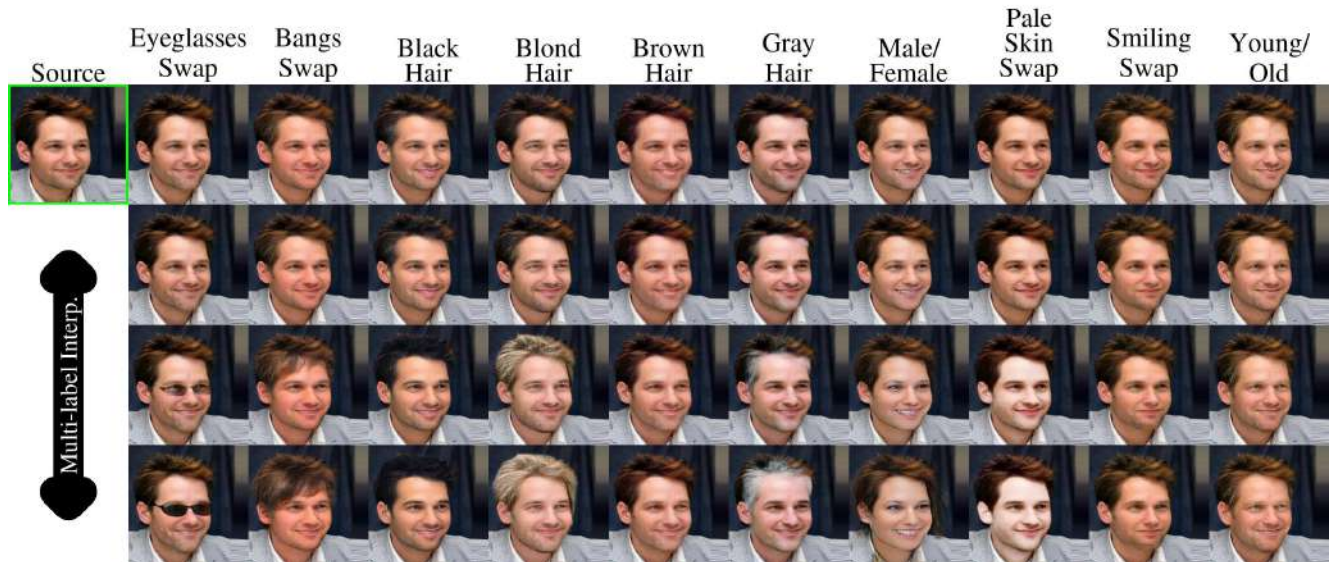 Source
Eyeglasses
Swap
Bangs
Swap
Black
Hair
Blond
Hair
Brown
Hair
Gray
Hair
Male/
Female
Pale
Skin
Swap
Smiling
Swap
Young/
Old
Multi-label Interp.